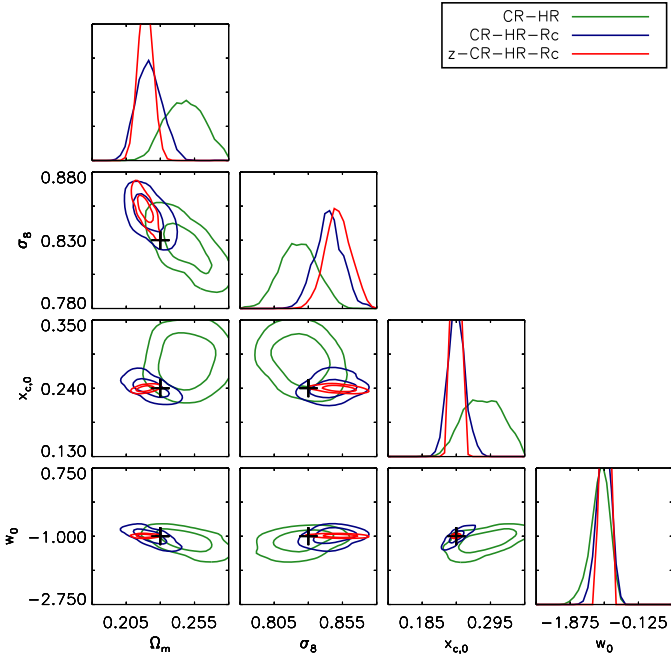 CR-HR
CR-HR-Rc
z-CR-HR-Rc
0.880
0.830
0.780
σ8
0.350
0.240
0.130
x_c,0
0.750
-1.000
-2.750
w0
0.205 0.255
0.805 0.855
0.185 0.295
-1.875 -0.125
Ωm
σ8
x_c,0
w0